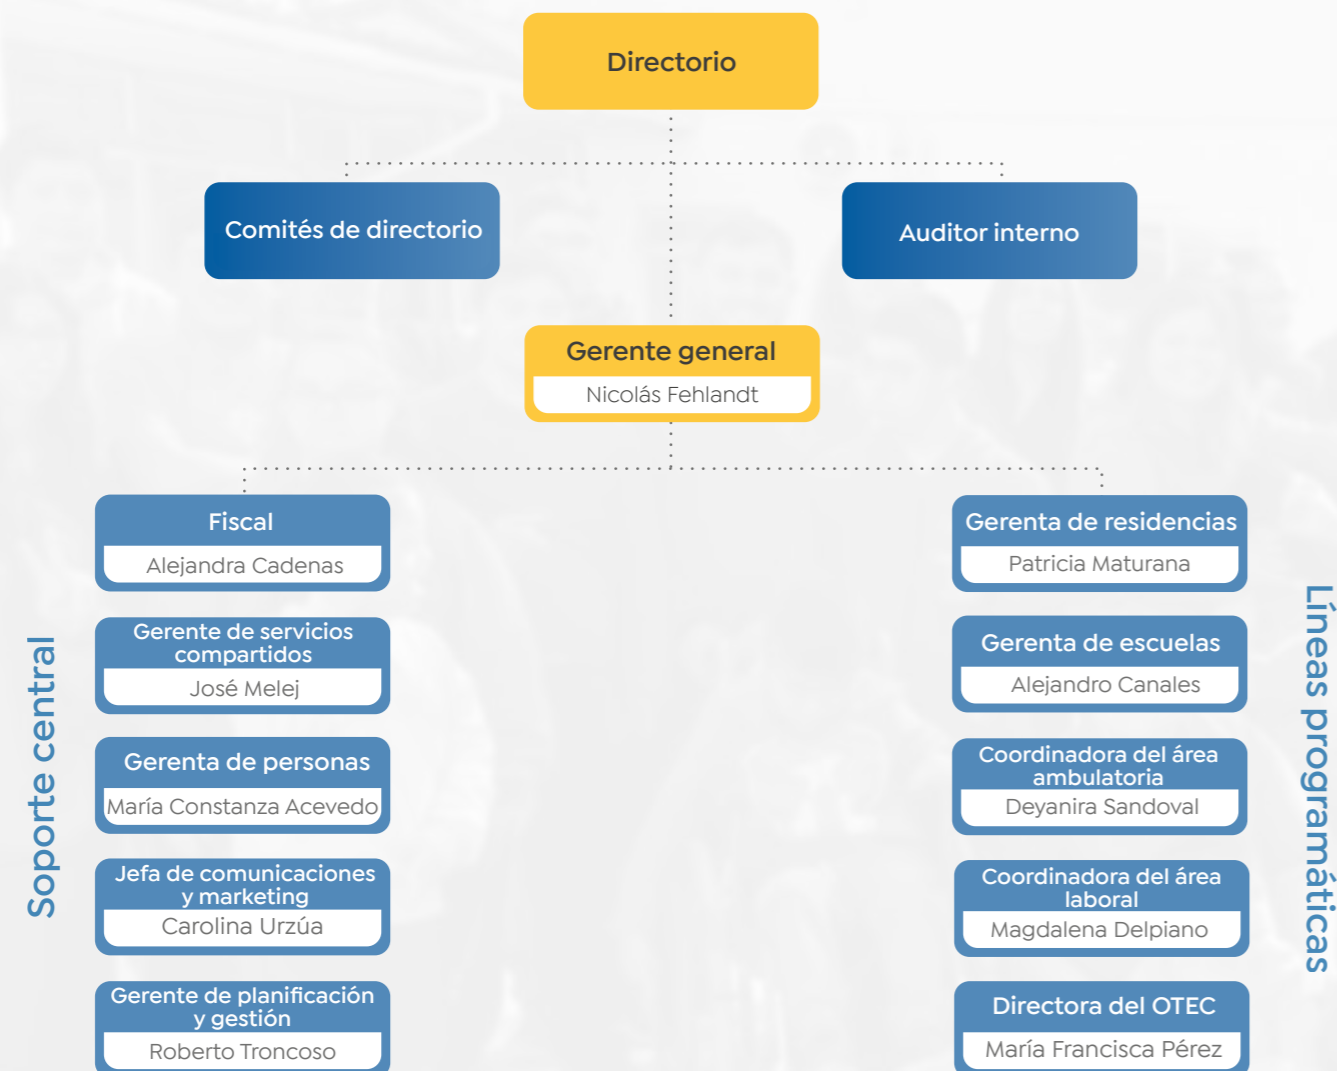 Directorio
Comités de directorio
Auditor interno
Gerente general
Nicolás Fehlandt
Soporte central
Fiscal
Alejandra Cadenas
Gerente de servicios
compartidos
José Melej
Gerenta de personas
María Constanza Acevedo
Jefa de comunicaciones
y marketing
Carolina Urzúa
Gerente de planificación
y gestión
Roberto Troncoso
Líneas programáticas
Gerenta de residencias
Patricia Maturana
Gerenta de escuelas
Alejandro Canales
Coordinadora del área
ambulatoria
Deyanira Sandoval
Coordinadora del área
laboral
Magdalena Delpiano
Directora del OTEC
María Francisca Pérez